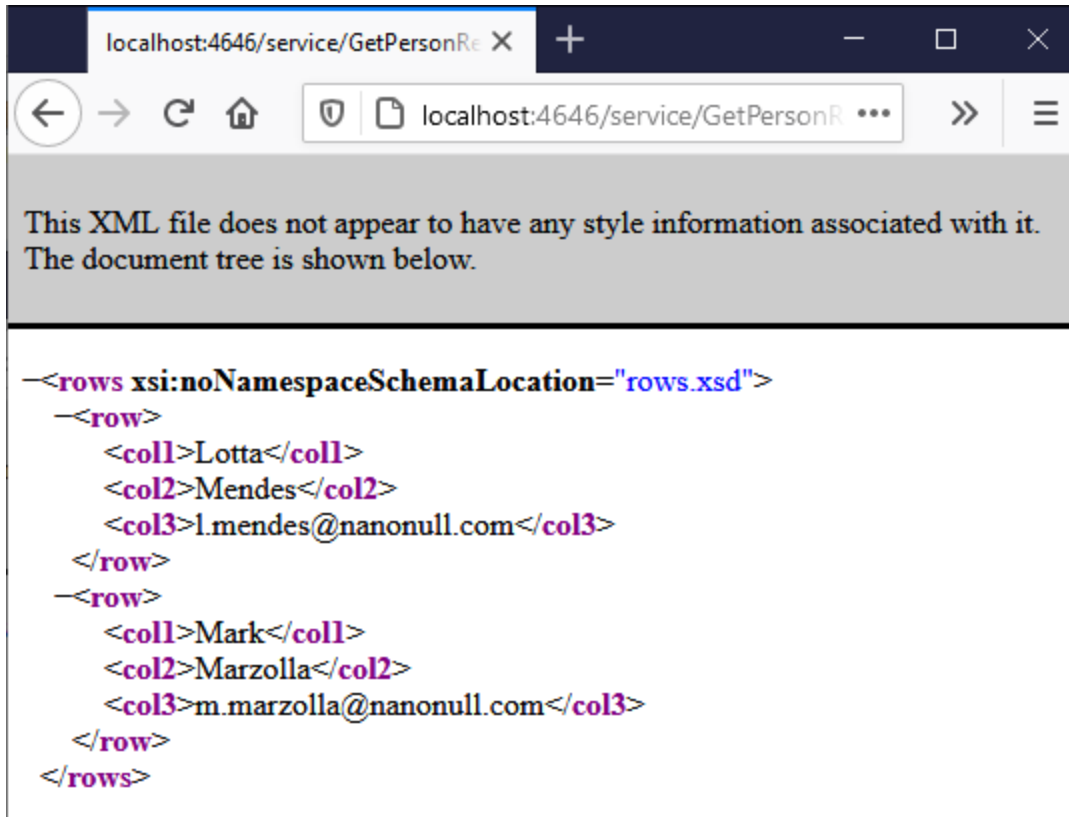 localhost:4646/service/GetPersonRe
localhost:4646/service/GetPersonR
This XML file does not appear to have any style information associated with it.
The document tree is shown below.
—<rows xsi:noNamespaceSchemaLocation="rows.xsd">
—<row>
<col1>Lotta</col1>
<col2>Mendes</col2>
<col3>l.mendes@nanonull.com</col3>
</row>
—<row>
<col1>Mark</col1>
<col2>Marzolla</col2>
<col3>m.marzolla@nanonull.com</col3>
</row>
</rows>